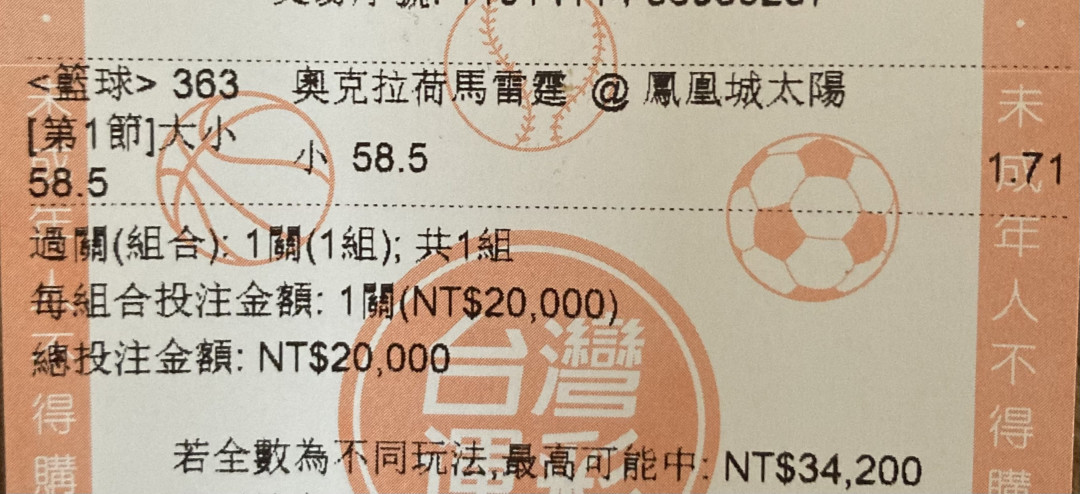 <籃球> 363 奧克拉荷馬雷霆 @ 鳳凰城太陽
[第1節]大小
58.5
小 58.5
1.71
過關(組合): 1關(1組); 共1組
每組合投注金額: 1關(NT$20,000)
總投注金額: NT$20,000
若全數為不同玩法,最高可能中: NT$34,200
台灣
運彩
未成年人不得購
未成年人不得購